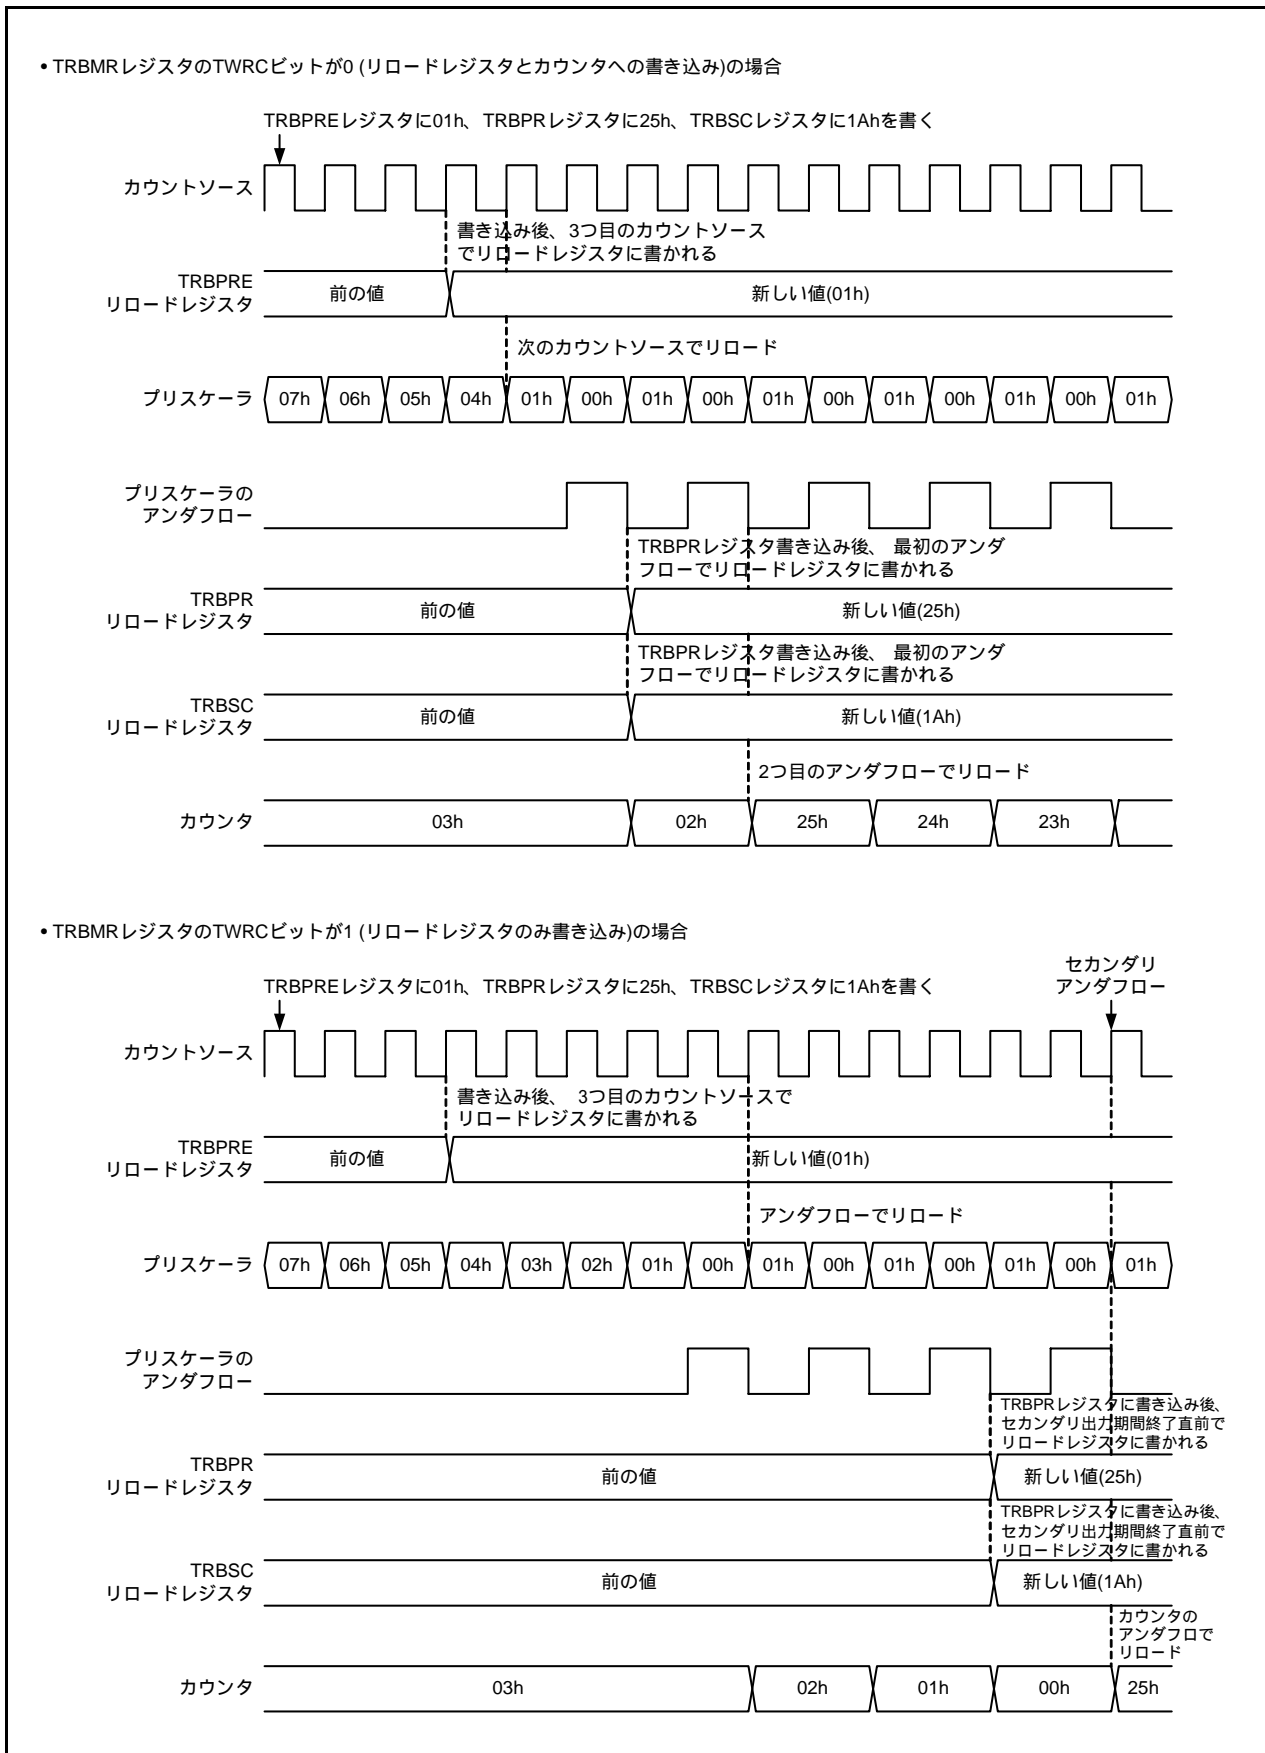 • TRBMRレジスタのTWRCビットが0 (リロードレジスタとカウンタへの書き込み)の場合
TRBPREレジスタに01h、TRBPRレジスタに25h、TRBSCレジスタに1Ahを書く
カウントソース
書き込み後、3つ目のカウントソース
でリロードレジスタに書かれる
TRBPRE
リロードレジスタ
前の値 新しい値(01h)
次のカウントソースでリロード
プリスケーラ 07h 06h 05h 04h 01h 00h 01h 00h 01h 00h 01h 00h 01h 00h 01h
プリスケーラの
アンダフロー
TRBPRレジスタ書き込み後、 最初のアンダ
フローでリロードレジスタに書かれる
TRBPR
リロードレジスタ
前の値 新しい値(25h)
TRBPRレジスタ書き込み後、 最初のアンダ
フローでリロードレジスタに書かれる
TRBSC
リロードレジスタ
前の値 新しい値(1Ah)
2つ目のアンダフローでリロード
カウンタ 03h 02h 25h 24h 23h
• TRBMRレジスタのTWRCビットが1 (リロードレジスタのみ書き込み)の場合
セカンダリ
アンダフロー
TRBPREレジスタに01h、TRBPRレジスタに25h、TRBSCレジスタに1Ahを書く
カウントソース
書き込み後、 3つ目のカウントソースで
リロードレジスタに書かれる
TRBPRE
リロードレジスタ
前の値 新しい値(01h)
アンダフローでリロード
プリスケーラ 07h 06h 05h 04h 03h 02h 01h 00h 01h 00h 01h 00h 01h 00h 01h
プリスケーラの
アンダフロー
TRBPRレジスタに書き込み後、
セカンダリ出力期間終了直前で
リロードレジスタに書かれる
TRBPR
リロードレジスタ
前の値 新しい値(25h)
TRBPRレジスタに書き込み後、
セカンダリ出力期間終了直前で
リロードレジスタに書かれる
TRBSC
リロードレジスタ
前の値 新しい値(1Ah)
カウンタの
アンダフロで
リロード
カウンタ 03h 02h 01h 00h 25h